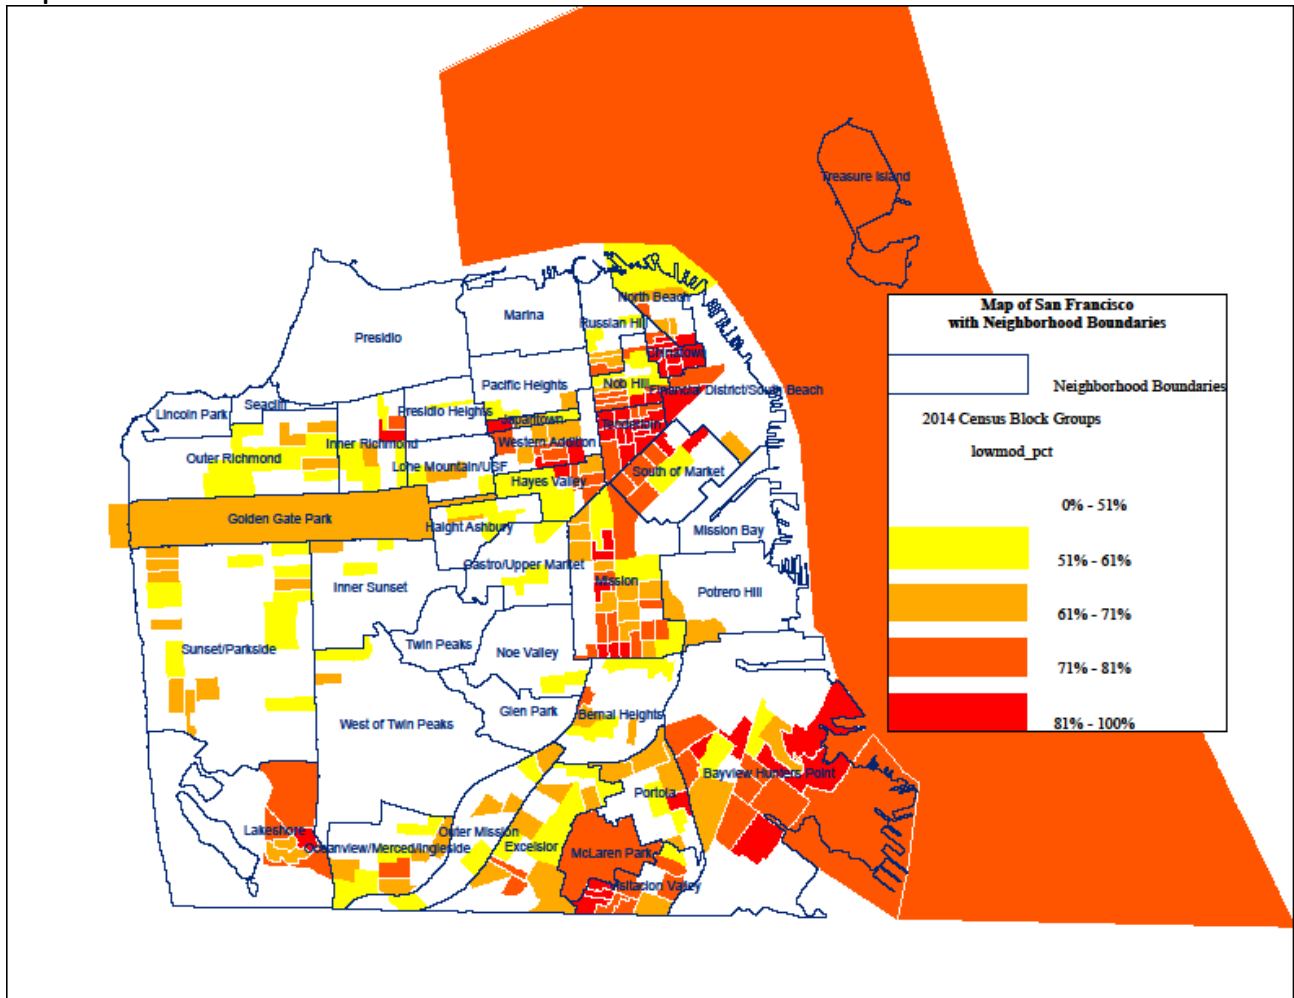 Treasure Island
North Beach
Marina
Russian Hill
Presidio
Chinatown
Pacific Heights
Nob Hill
Financial District/South Beach
Seacliff
Lincoln Park
Presidio Heights
Japantown
Tenderloin
Inner Richmond
Western Addition
Outer Richmond
Lone Mountain/USF
South of Market
Hayes Valley
Golden Gate Park
Haight Ashbury
Mission Bay
Castro/Upper Market
Inner Sunset
Mission
Potrero Hill
Twin Peaks
Sunset/Parkside
Noe Valley
Glen Park
Bernal Heights
West of Twin Peaks
Bayview Hunters Point
Portola
Lakeshore
Outer Mission
Oceanview/Merced/Ingleside
Excelsior
McLaren Park
Visitacion Valley
Map of San Francisco
with Neighborhood Boundaries
Neighborhood Boundaries
2014 Census Block Groups
lowmod_pct
0% - 51%
51% - 61%
61% - 71%
71% - 81%
81% - 100%